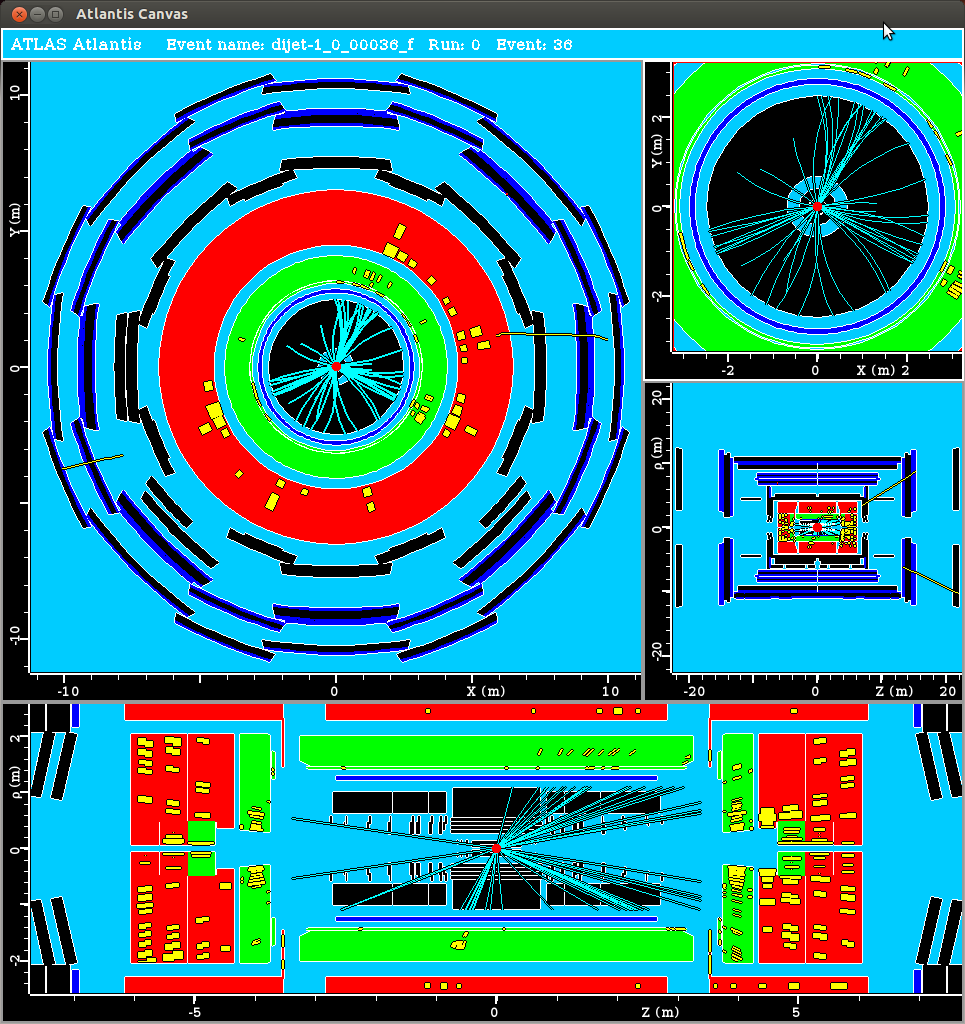 Atlantis Canvas
ATLAS Atlantis Event name: dijet-1_0_00036_f Run: 0 Event: 36
10
Y (m)
0
-10
-10 0 X (m) 10
2
Y (m)
0
-2
-2 0 X (m) 2
20
ρ (m)
0
-20
-20 0 Z (m) 20
2
ρ (m)
0
-2
-5 0 Z (m) 5